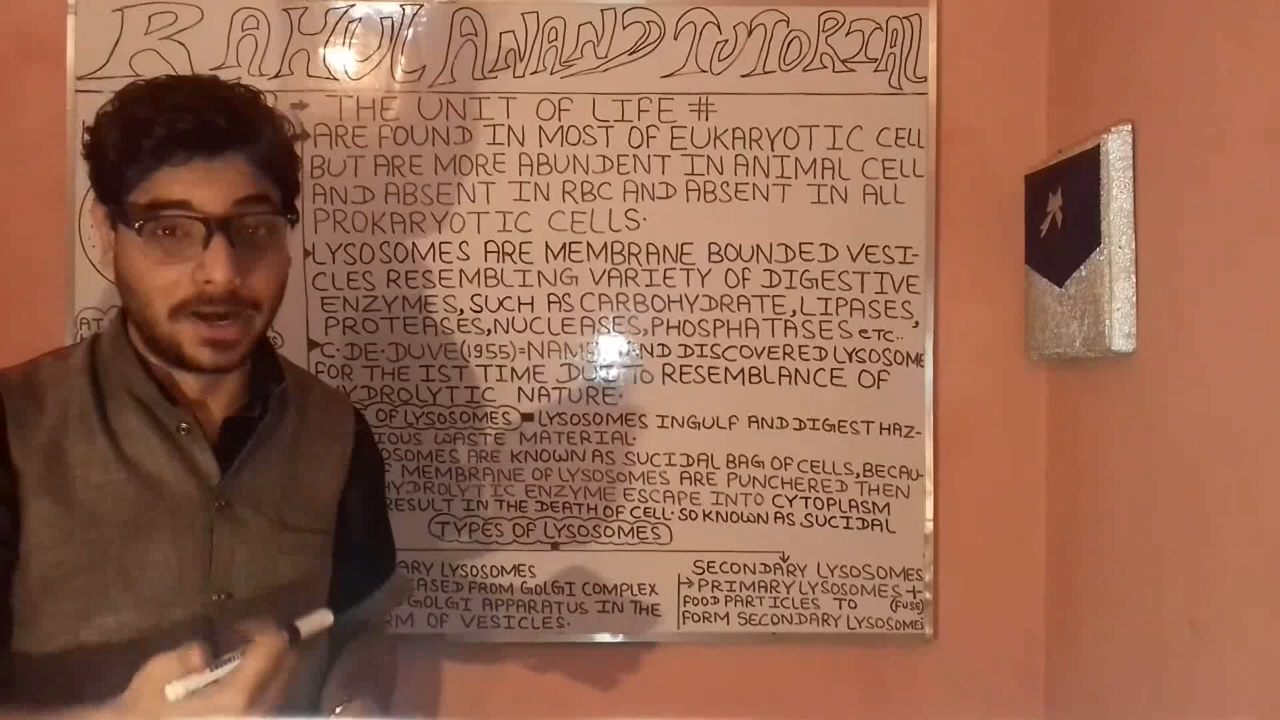 RAHUL ANAND TUTORIAL
THE UNIT OF LIFE #
ARE FOUND IN MOST OF EUKARYOTIC CELL
BUT ARE MORE ABUNDENT IN ANIMAL CELL
AND ABSENT IN RBC AND ABSENT IN ALL
PROKARYOTIC CELLS.
LYSOSOMES ARE MEMBRANE BOUNDED VESI-
CLES RESEMBLING VARIETY OF DIGESTIVE
ENZYMES, SUCH AS CARBOHYDRATE, LIPASES,
PROTEASES, NUCLEASES, PHOSPHATASES etc..
C. DE. DUVE (1955) = AND DISCOVERED LYSOSOME
FOR THE IST TIME DUE TO RESEMBLANCE OF
HYDROLYTIC NATURE.
OF LYSOSOMES LYSOSOMES INGULF AND DIGEST HAZ-
IOUS WASTE MATERIAL.
OSOMES ARE KNOWN AS SUCIDAL BAG OF CELLS, BECAU-
F MEMBRANE OF LYSOSOMES ARE PUNCHERED THEN
HYDROLYTIC ENZYME ESCAPE INTO CYTOPLASM
RESULT IN THE DEATH OF CELL. SO KNOWN AS SUCIDAL
TYPES OF LYSOSOMES
ARY LYSOSOMES
EASED FROM GOLGI COMPLEX
GOLGI APPARATUS IN THE
RM OF VESICLES.
SECONDARY LYSOSOMES
PRIMARY LYSOSOMES +
FOOD PARTICLES TO (FUSE)
FORM SECONDARY LYSOSOMES